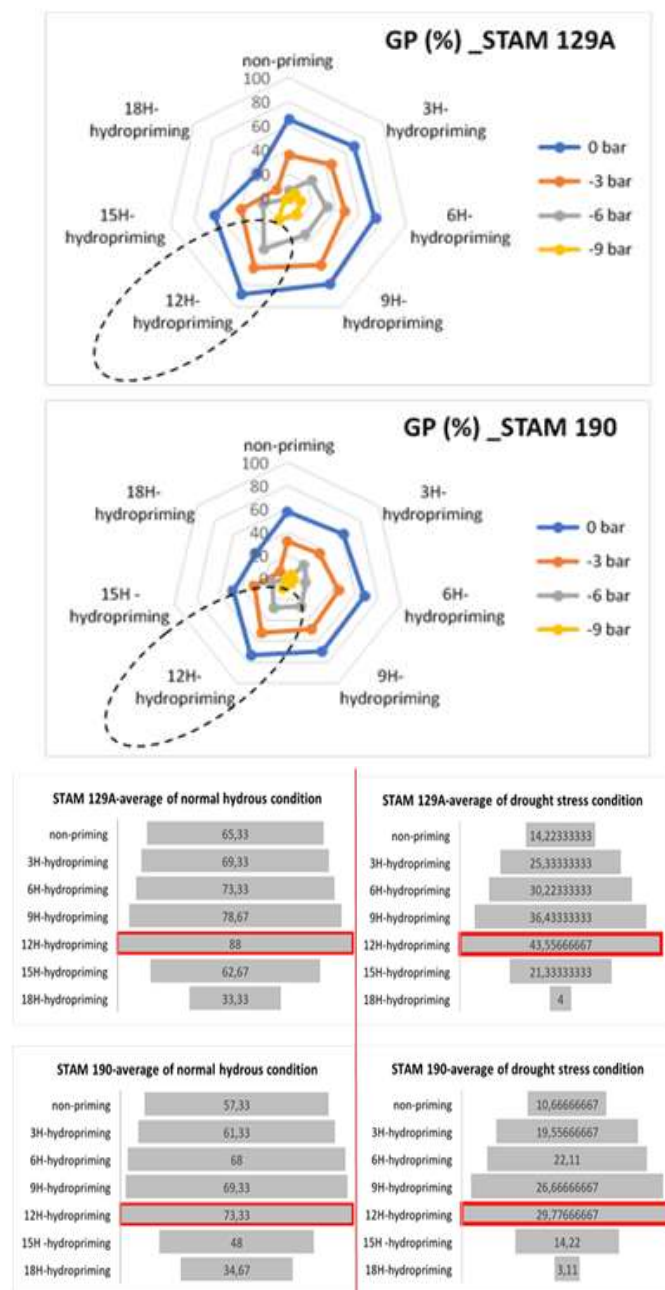 GP (%) _STAM 129A
non-priming
100
80
60
40
20
0
3H-
hydropriming
6H-
hydropriming
9H-
hydropriming
12H-
hydropriming
15H-
hydropriming
18H-
hydropriming
0 bar
-3 bar
-6 bar
-9 bar
GP (%) _STAM 190
non-priming
100
80
60
40
20
3H-
hydropriming
6H-
hydropriming
9H-
hydropriming
12H-
hydropriming
15H -
hydropriming
18H-
hydropriming
0 bar
-3 bar
-6 bar
-9 bar
STAM 129A-average of normal hydrous condition
non-priming 65,33
3H-hydropriming 69,33
6H-hydropriming 73,33
9H-hydropriming 78,67
12H-hydropriming 88
15H-hydropriming 62,67
18H-hydropriming 33,33
STAM 129A-average of drought stress condition
non-priming 14,22333333
3H-hydropriming 25,33333333
6H-hydropriming 30,22333333
9H-hydropriming 36,43333333
12H-hydropriming 43,55666667
15H-hydropriming 21,33333333
18H-hydropriming 4
STAM 190-average of normal hydrous condition
non-priming 57,33
3H-hydropriming 61,33
6H-hydropriming 68
9H-hydropriming 69,33
12H-hydropriming 73,33
15H -hydropriming 48
18H-hydropriming 34,67
STAM 190-average of drought stress condition
non-priming 10,66666667
3H-hydropriming 19,55666667
6H-hydropriming 22,11
9H-hydropriming 26,66666667
12H-hydropriming 29,77666667
15H-hydropriming 14,22
18H-hydropriming 3,11